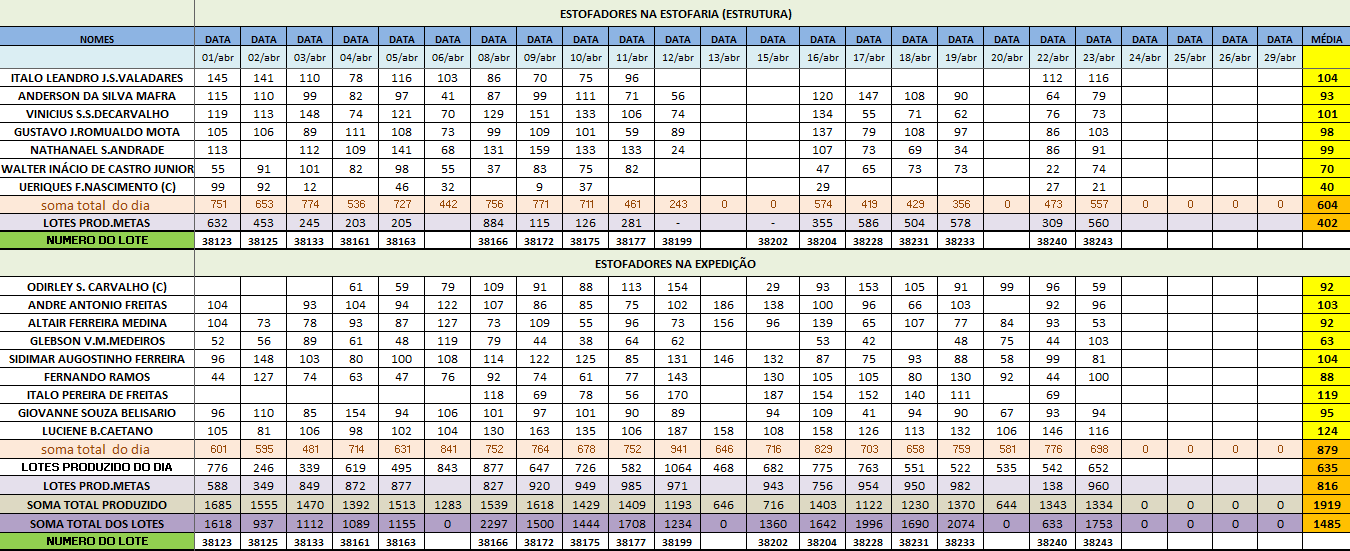 ESTOFADORES NA ESTOFARIA (ESTRUTURA)
NOMES DATA DATA DATA DATA DATA DATA DATA DATA DATA DATA DATA DATA DATA DATA DATA DATA DATA DATA DATA DATA DATA DATA DATA DATA MÉDIA
01/abr 02/abr 03/abr 04/abr 05/abr 06/abr 08/abr 09/abr 10/abr 11/abr 12/abr 13/abr 15/abr 16/abr 17/abr 18/abr 19/abr 20/abr 22/abr 23/abr 24/abr 25/abr 26/abr 29/abr
ITALO LEANDRO J.S.VALADARES 145 141 110 78 116 103 86 70 75 96 112 116 104
ANDERSON DA SILVA MAFRA 115 110 99 82 97 41 87 99 111 71 56 120 147 108 90 64 79 93
VINICIUS S.S.DECARVALHO 119 113 148 74 121 70 129 151 133 106 74 134 55 71 62 76 73 101
GUSTAVO J.ROMUALDO MOTA 105 106 89 111 108 73 99 109 101 59 89 137 79 108 97 86 103 98
NATHANAEL S.ANDRADE 113 112 109 141 68 131 159 133 133 24 107 73 69 34 86 91 99
WALTER INÁCIO DE CASTRO JUNIOR 55 91 101 82 98 55 37 83 75 82 47 65 73 73 22 74 70
UERIQUES F.NASCIMENTO (C) 99 92 12 46 32 9 37 29 27 21 40
soma total do dia 751 653 774 536 727 442 756 771 711 461 243 0 0 574 419 429 356 0 473 557 0 0 0 0 604
LOTES PROD.METAS 632 453 245 203 205 884 115 126 281 - - 355 586 504 578 309 560 402
NUMERO DO LOTE 38123 38125 38133 38161 38163 38166 38172 38175 38177 38199 38202 38204 38228 38231 38233 38240 38243
ESTOFADORES NA EXPEDIÇÃO
ODIRLEY S. CARVALHO (C) 61 59 79 109 91 88 113 154 29 93 153 105 91 99 96 59 92
ANDRE ANTONIO FREITAS 104 93 104 94 122 107 86 85 75 102 186 138 100 96 66 103 92 96 103
ALTAIR FERREIRA MEDINA 104 73 78 93 87 127 73 109 55 96 73 156 96 139 65 107 77 84 93 53 92
GLEBSON V.M.MEDEIROS 52 56 89 61 48 119 79 44 38 64 62 53 42 48 75 44 103 63
SIDIMAR AUGOSTINHO FERREIRA 96 148 103 80 100 108 114 122 125 85 131 146 132 87 75 93 88 58 99 81 104
FERNANDO RAMOS 44 127 74 63 47 76 92 74 61 77 143 130 105 105 80 130 92 44 100 88
ITALO PEREIRA DE FREITAS 118 69 78 56 170 187 154 152 140 111 69 119
GIOVANNE SOUZA BELISARIO 96 110 85 154 94 106 101 97 101 90 89 94 109 41 94 90 67 93 94 95
LUCIENE B.CAETANO 105 81 106 98 102 104 130 163 135 106 187 158 108 158 126 113 132 106 146 116 124
soma total do dia 601 595 481 714 631 841 752 764 678 752 941 646 716 829 703 658 759 581 776 698 0 0 0 0 879
LOTES PRODUZIDO DO DIA 776 246 339 619 495 843 877 647 726 582 1064 468 682 775 763 551 522 535 542 652 635
LOTES PROD.METAS 588 349 849 872 877 827 920 949 985 971 943 756 954 950 982 138 960 816
SOMA TOTAL PRODUZIDO 1685 1555 1470 1392 1513 1283 1539 1618 1429 1409 1193 646 716 1403 1122 1230 1370 644 1343 1334 0 0 0 0 1919
SOMA TOTAL DOS LOTES 1618 937 1112 1089 1155 0 2297 1500 1444 1708 1234 0 1360 1642 1996 1690 2074 0 633 1753 0 0 0 0 1485
NUMERO DO LOTE 38123 38125 38133 38161 38163 38166 38172 38175 38177 38199 38202 38204 38228 38231 38233 38240 38243